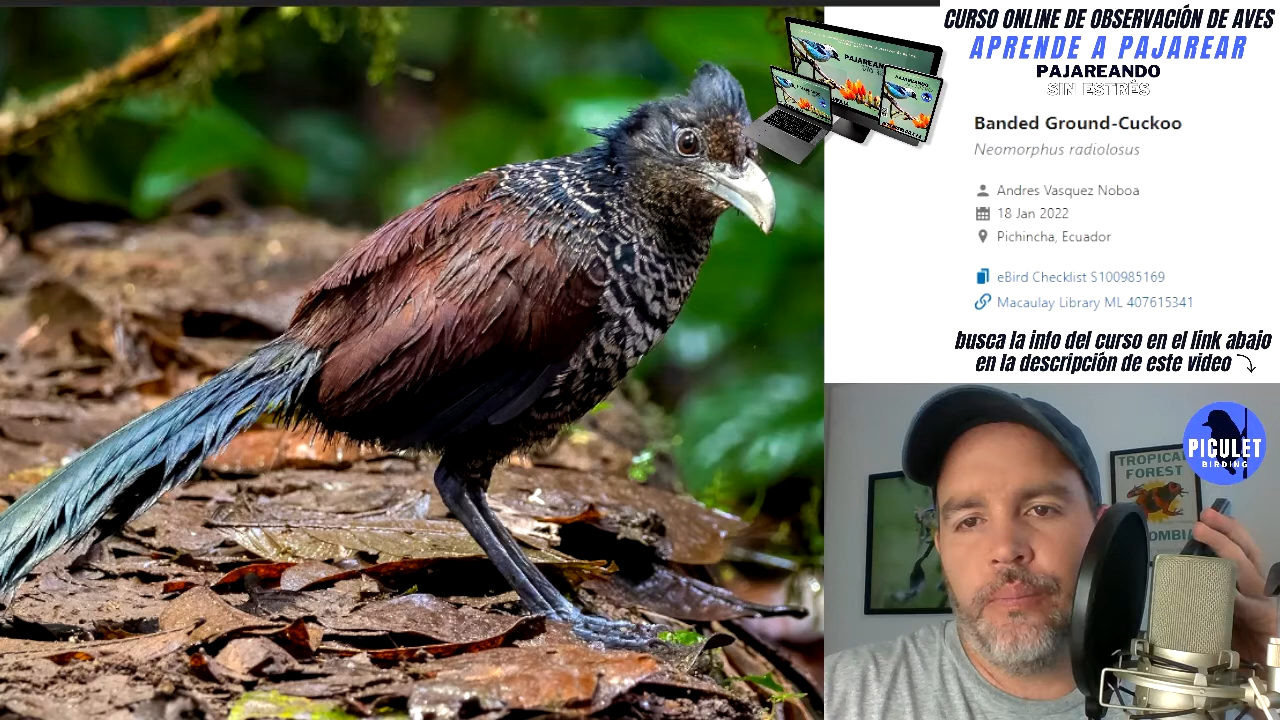 CURSO ONLINE DE OBSERVACIÓN DE AVES
APRENDE A PAJAREAR
PAJAREANDO
SIN ESTRÉS
Banded Ground-Cuckoo
Neomorphus radiolosus
Andres Vasquez Noboa
18 Jan 2022
Pichincha, Ecuador
eBird Checklist S100985169
Macaulay Library ML 407615341
busca la info del curso en el link abajo
en la descripción de este video
PICULET
BIRDING
TROPICAL
FOREST